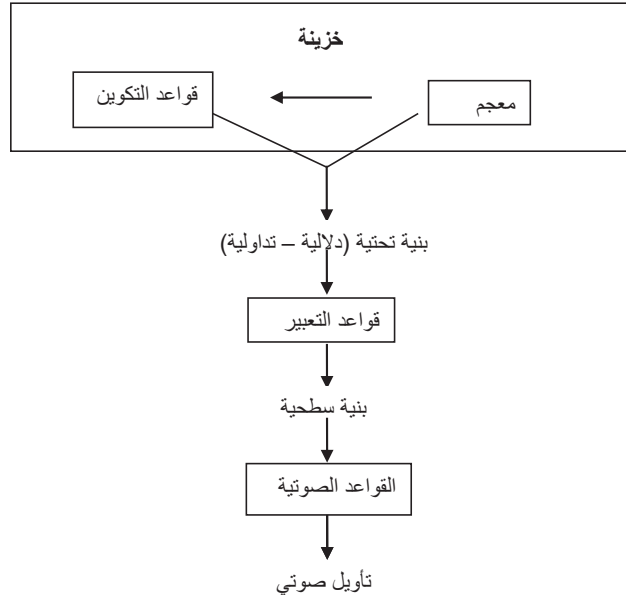 خزينة
معجم
قواعد التكوين
بنية تحتية (دلالية – تداولية)
قواعد التعبير
بنية سطحية
القواعد الصوتية
تأويل صوتي